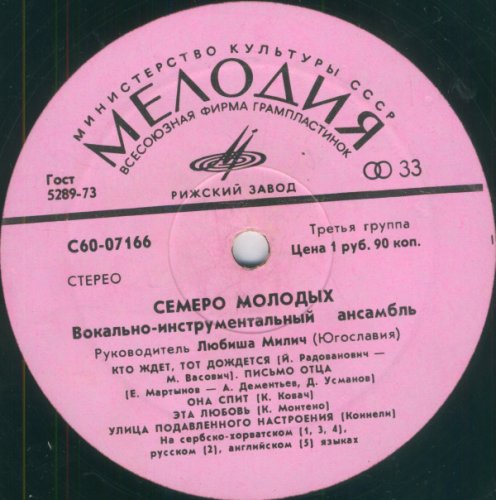 МИНИСТЕРСТВО КУЛЬТУРЫ СССР
МЕЛОДИЯ
ВСЕСОЮЗНАЯ ФИРМА ГРАМПЛАСТИНОК
Гост
5289-73
33
РИЖСКИЙ ЗАВОД
С60-07166
Третья группа
Цена 1 руб. 90 коп.
СТЕРЕО
СЕМЕРО МОЛОДЫХ
Вокально-инструментальный ансамбль
Руководитель Любиша Милич (Югославия)
КТО ЖДЕТ, ТОТ ДОЖДЕТСЯ (Й. Радованович —
М. Васович). ПИСЬМО ОТЦА
(Е. Мартынов — А. Дементьев, Д. Усманов)
ОНА СПИТ (К. Ковач)
ЭТА ЛЮБОВЬ (К. Монтено)
УЛИЦА ПОДАВЛЕННОГО НАСТРОЕНИЯ (Коннели)
На сербско-хорватском (1, 3, 4),
русском (2), английском (5) языках